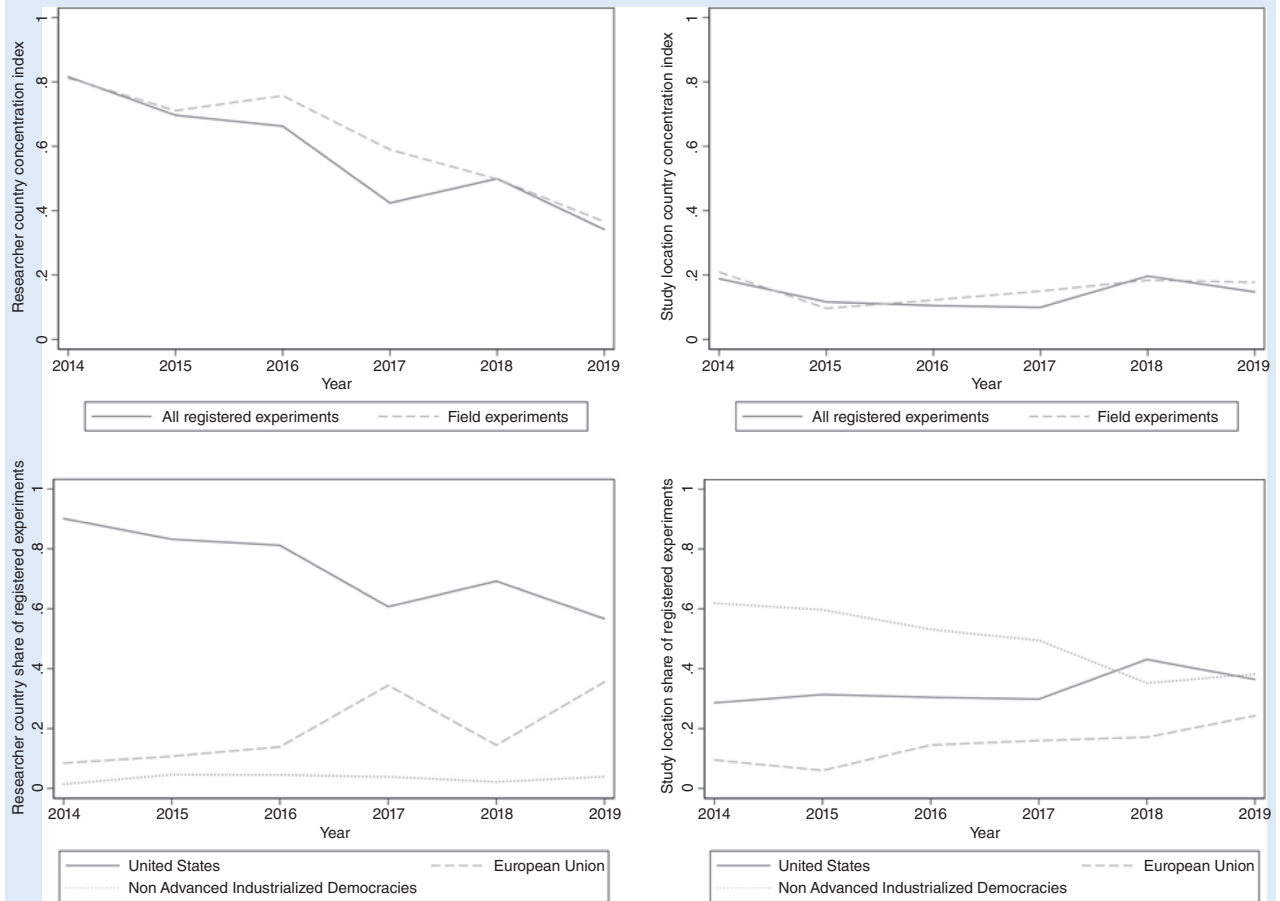 Researcher country concentration index
1
.8
.6
.4
.2
0
2014 2015 2016 2017 2018 2019
Year
All registered experiments Field experiments
Study location country concentration index
1
.8
.6
.4
.2
0
2014 2015 2016 2017 2018 2019
Year
All registered experiments Field experiments
Researcher country share of registered experiments
1
.8
.6
.4
.2
0
2014 2015 2016 2017 2018 2019
Year
United States European Union
Non Advanced Industrialized Democracies
Study location share of registered experiments
1
.8
.6
.4
.2
0
2014 2015 2016 2017 2018 2019
Year
United States European Union
Non Advanced Industrialized Democracies